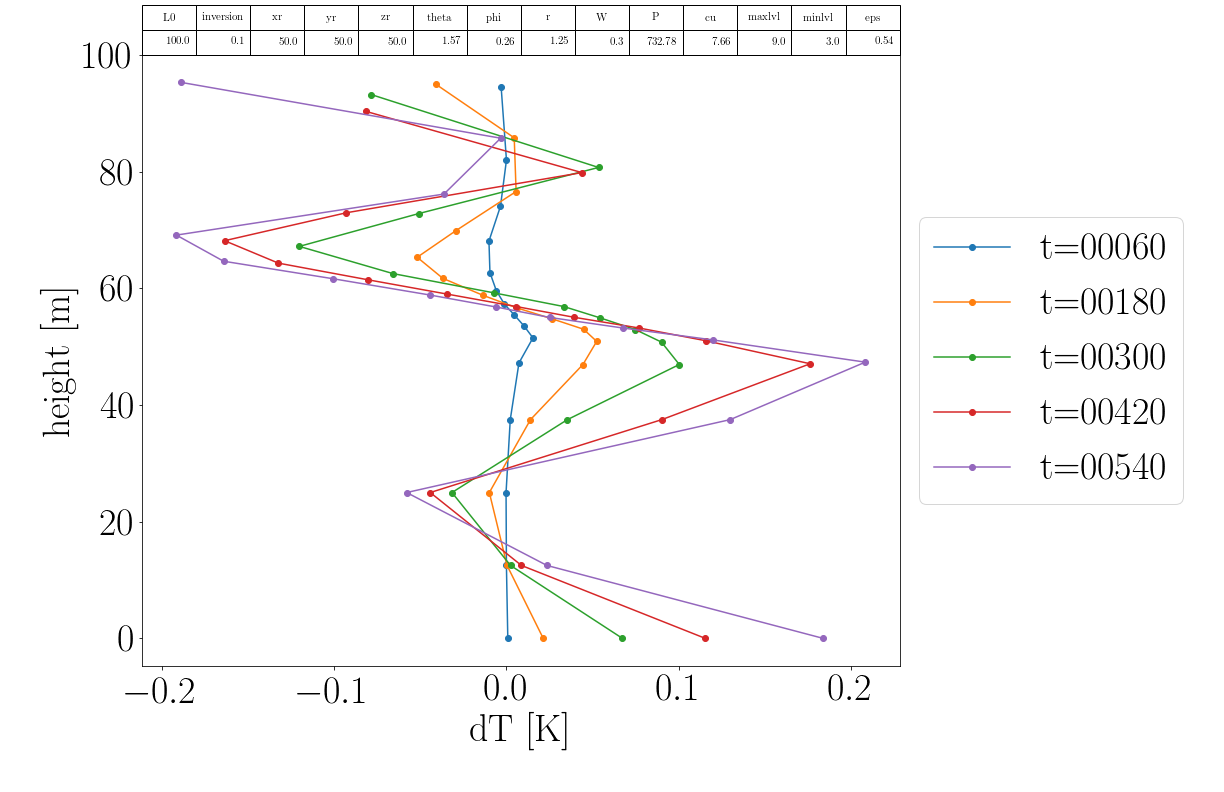 L0 inversion xr yr zr theta phi r W P cu maxlvl minlvl eps
100.0 0.1 50.0 50.0 50.0 1.57 0.26 1.25 0.3 732.78 7.66 9.0 3.0 0.54
100
80
60
40
20
0
height [m]
−0.2 −0.1 0.0 0.1 0.2
dT [K]
t=00060
t=00180
t=00300
t=00420
t=00540